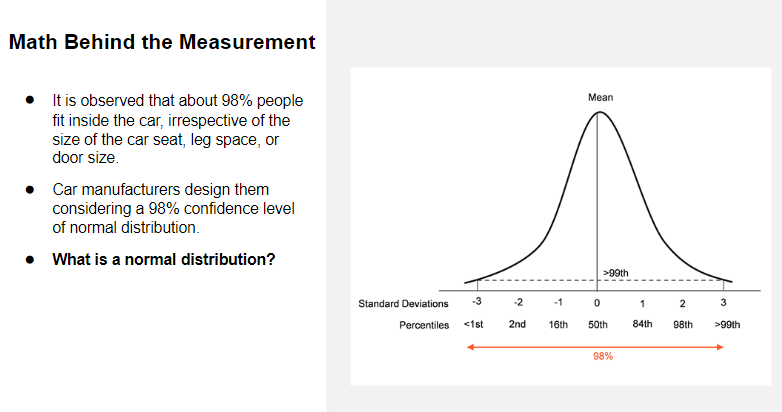 Math Behind the Measurement
● It is observed that about 98% people
fit inside the car, irrespective of the
size of the car seat, leg space, or
door size.
● Car manufacturers design them
considering a 98% confidence level
of normal distribution.
● What is a normal distribution?
Mean
>99th
Standard Deviations -3 -2 -1 0 1 2 3
Percentiles <1st 2nd 16th 50th 84th 98th >99th
98%